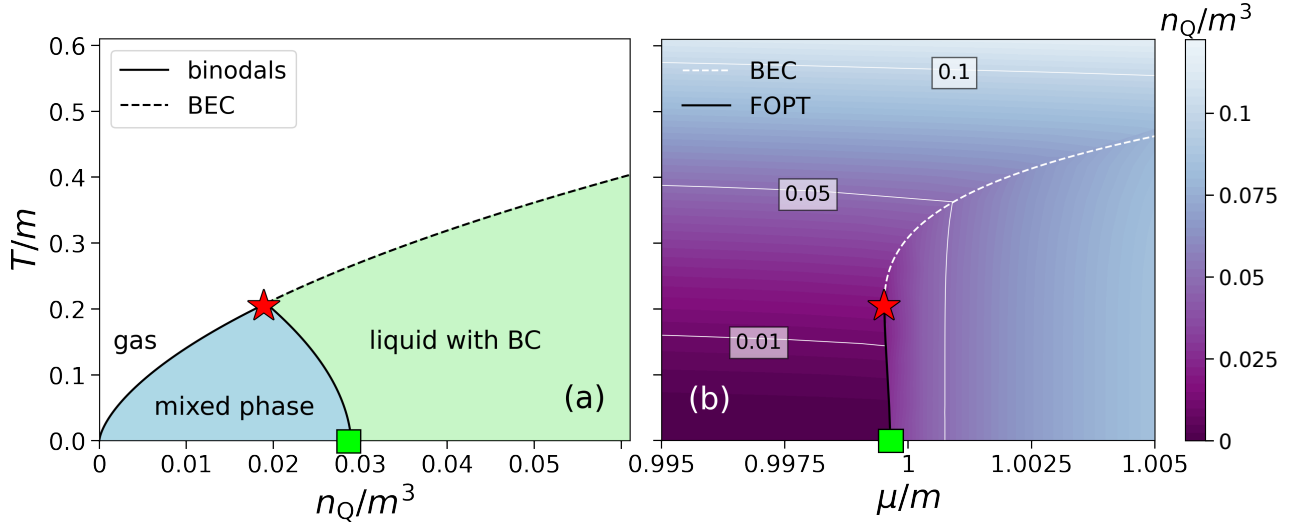 0.6
0.5
0.4
0.3
0.2
0.1
0.0
T/m
binodals
BEC
gas
liquid with BC
mixed phase
(a)
0
0.01
0.02
0.03
0.04
0.05
n_Q/m^3
BEC
FOPT
0.1
0.05
0.01
(b)
0.995
0.9975
1
1.0025
1.005
μ/m
n_Q/m^3
0.1
0.075
0.05
0.025
0